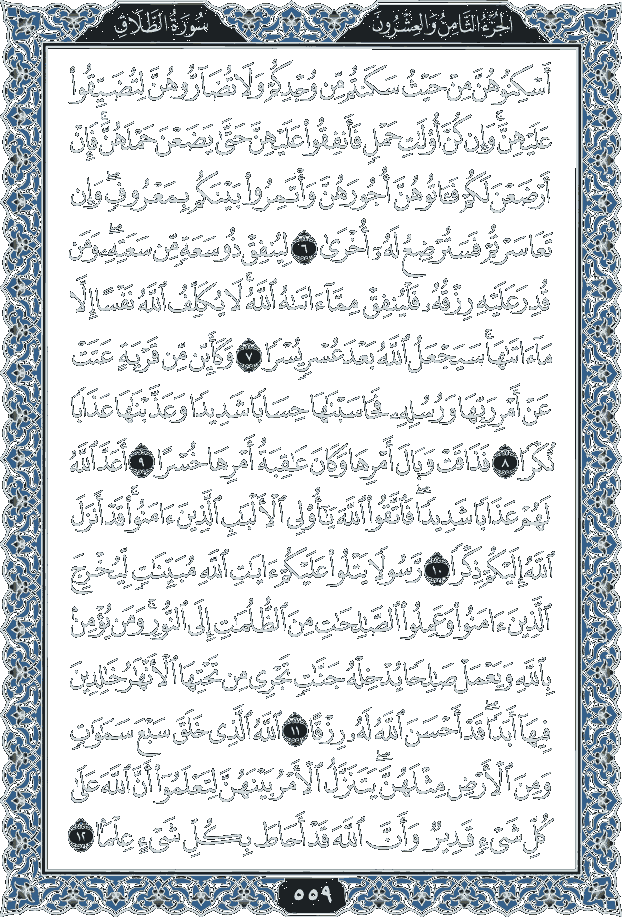 الجزء الثامن والعشرون
سورة الطلاق
أَسْكِنُوهُنَّ مِنْ حَيْثُ سَكَنتُم مِّن وُجْدِكُمْ وَلَا تُضَآرُّوهُنَّ لِتُضَيِّقُوا۟
عَلَيْهِنَّ ۚ وَإِن كُنَّ أُو۟لَـٰتِ حَمْلٍ فَأَنفِقُوا۟ عَلَيْهِنَّ حَتَّىٰ يَضَعْنَ حَمْلَهُنَّ ۚ فَإِنْ
أَرْضَعْنَ لَكُمْ فَـَٔاتُوهُنَّ أُجُورَهُنَّ ۖ وَأْتَمِرُوا۟ بَيْنَكُم بِمَعْرُوفٍ ۖ وَإِن
تَعَاسَرْتُمْ فَسَتُرْضِعُ لَهُۥٓ أُخْرَىٰ ٦ لِيُنفِقْ ذُو سَعَةٍ مِّن سَعَتِهِۦ ۖ وَمَن
قُدِرَ عَلَيْهِ رِزْقُهُۥ فَلْيُنفِقْ مِمَّآ ءَاتَىٰهُ ٱللَّهُ ۚ لَا يُكَلِّفُ ٱللَّهُ نَفْسًا إِلَّا
مَآ ءَاتَىٰهَا ۚ سَيَجْعَلُ ٱللَّهُ بَعْدَ عُسْرٍ يُسْرًا ٧ وَكَأَيِّن مِّن قَرْيَةٍ عَتَتْ
عَنْ أَمْرِ رَبِّهَا وَرُسُلِهِۦ فَحَاسَبْنَـٰهَا حِسَابًا شَدِيدًا وَعَذَّبْنَـٰهَا عَذَابًا
نُّكْرًا ٨ فَذَاقَتْ وَبَالَ أَمْرِهَا وَكَانَ عَـٰقِبَةُ أَمْرِهَا خُسْرًا ٩ أَعَدَّ ٱللَّهُ
لَهُمْ عَذَابًا شَدِيدًا ۖ فَٱتَّقُوا۟ ٱللَّهَ يَـٰٓأُو۟لِى ٱلْأَلْبَـٰبِ ٱلَّذِينَ ءَامَنُوا۟ ۚ قَدْ أَنزَلَ
ٱللَّهُ إِلَيْكُمْ ذِكْرًا ١٠ رَّسُولًا يَتْلُوا۟ عَلَيْكُمْ ءَايَـٰتِ ٱللَّهِ مُبَيِّنَـٰتٍ لِّيُخْرِجَ
ٱلَّذِينَ ءَامَنُوا۟ وَعَمِلُوا۟ ٱلصَّـٰلِحَـٰتِ مِنَ ٱلظُّلُمَـٰتِ إِلَى ٱلنُّورِ ۚ وَمَن يُؤْمِنۢ
بِٱللَّهِ وَيَعْمَلْ صَـٰلِحًا يُدْخِلْهُ جَنَّـٰتٍ تَجْرِى مِن تَحْتِهَا ٱلْأَنْهَـٰرُ خَـٰلِدِينَ
فِيهَآ أَبَدًا ۖ قَدْ أَحْسَنَ ٱللَّهُ لَهُۥ رِزْقًا ١١ ٱللَّهُ ٱلَّذِى خَلَقَ سَبْعَ سَمَـٰوَٰتٍ
وَمِنَ ٱلْأَرْضِ مِثْلَهُنَّ يَتَنَزَّلُ ٱلْأَمْرُ بَيْنَهُنَّ لِتَعْلَمُوٓا۟ أَنَّ ٱللَّهَ عَلَىٰ
كُلِّ شَىْءٍ قَدِيرٌ وَأَنَّ ٱللَّهَ قَدْ أَحَاطَ بِكُلِّ شَىْءٍ عِلْمًۢا ١٢
٥٥٩